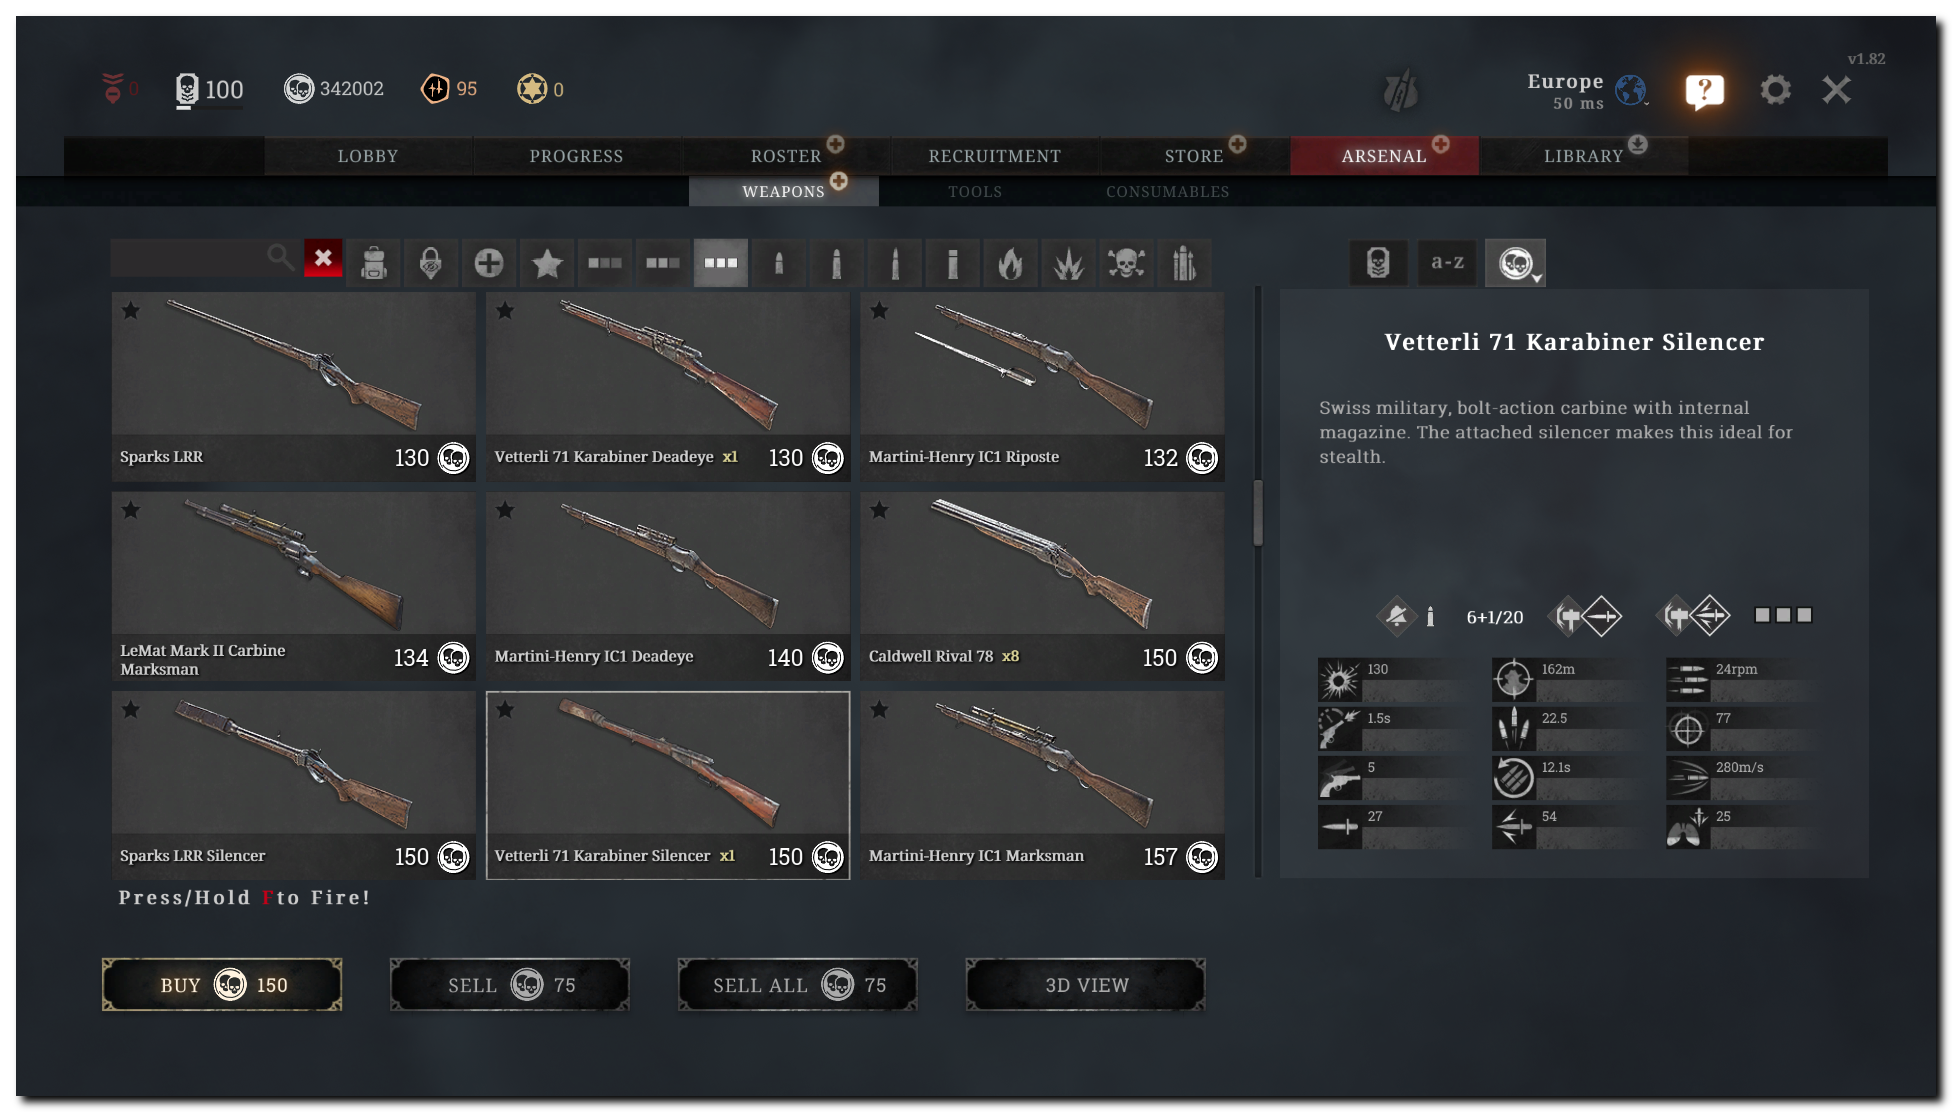 v1.82
0
100
342002
95
0
Europe
50 ms
?
LOBBY
PROGRESS
ROSTER
RECRUITMENT
STORE
ARSENAL
LIBRARY
WEAPONS
TOOLS
CONSUMABLES
a-z
Sparks LRR 130
Vetterli 71 Karabiner Deadeye x1 130
Martini-Henry IC1 Riposte 132
LeMat Mark II Carbine
Marksman 134
Martini-Henry IC1 Deadeye 140
Caldwell Rival 78 x8 150
Sparks LRR Silencer 150
Vetterli 71 Karabiner Silencer x1 150
Martini-Henry IC1 Marksman 157
Press/Hold F to Fire!
BUY 150
SELL 75
SELL ALL 75
3D VIEW
Vetterli 71 Karabiner Silencer
Swiss military, bolt-action carbine with internal
magazine. The attached silencer makes this ideal for
stealth.
6+1/20
130
162m
24rpm
1.5s
22.5
77
5
12.1s
280m/s
27
54
25